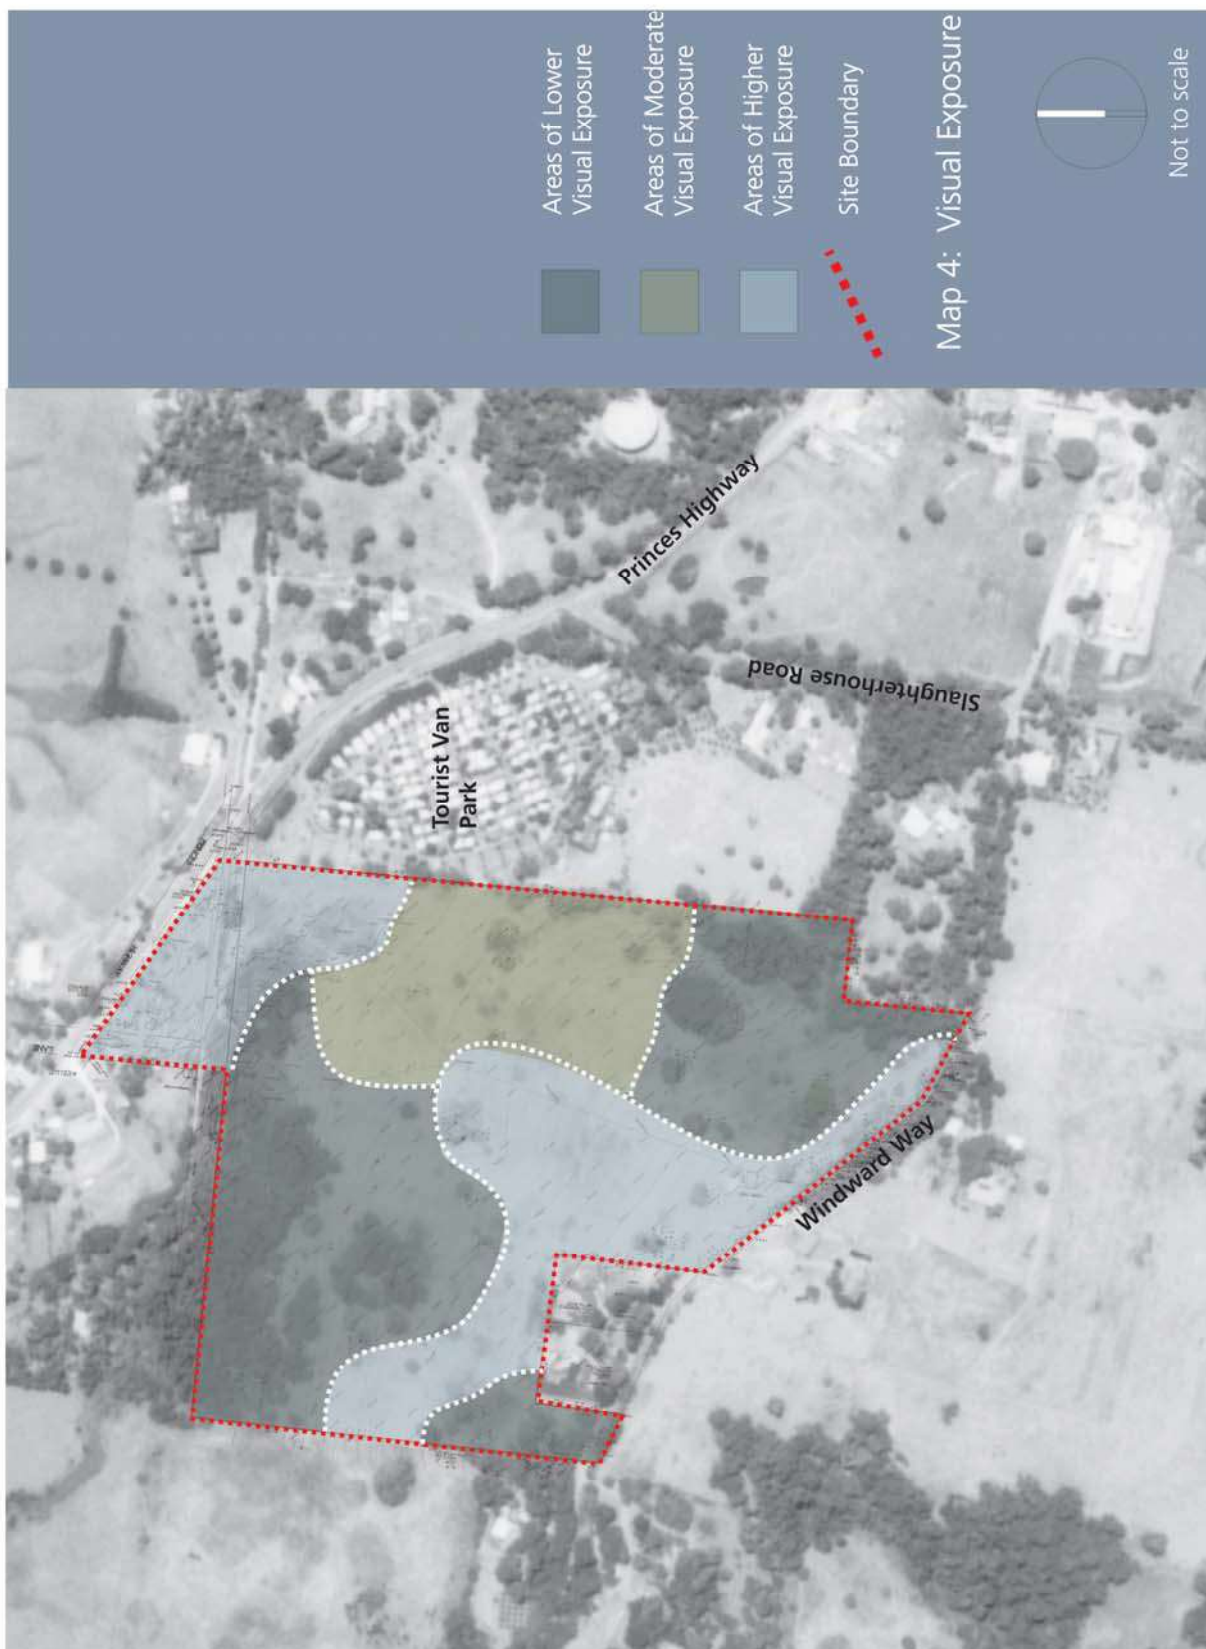 Princes Highway
Slaughterhouse Road
Tourist Van
Park
Windward Way
Areas of Lower
Visual Exposure
Areas of Moderate
Visual Exposure
Areas of Higher
Visual Exposure
Site Boundary
Map 4: Visual Exposure
Not to scale